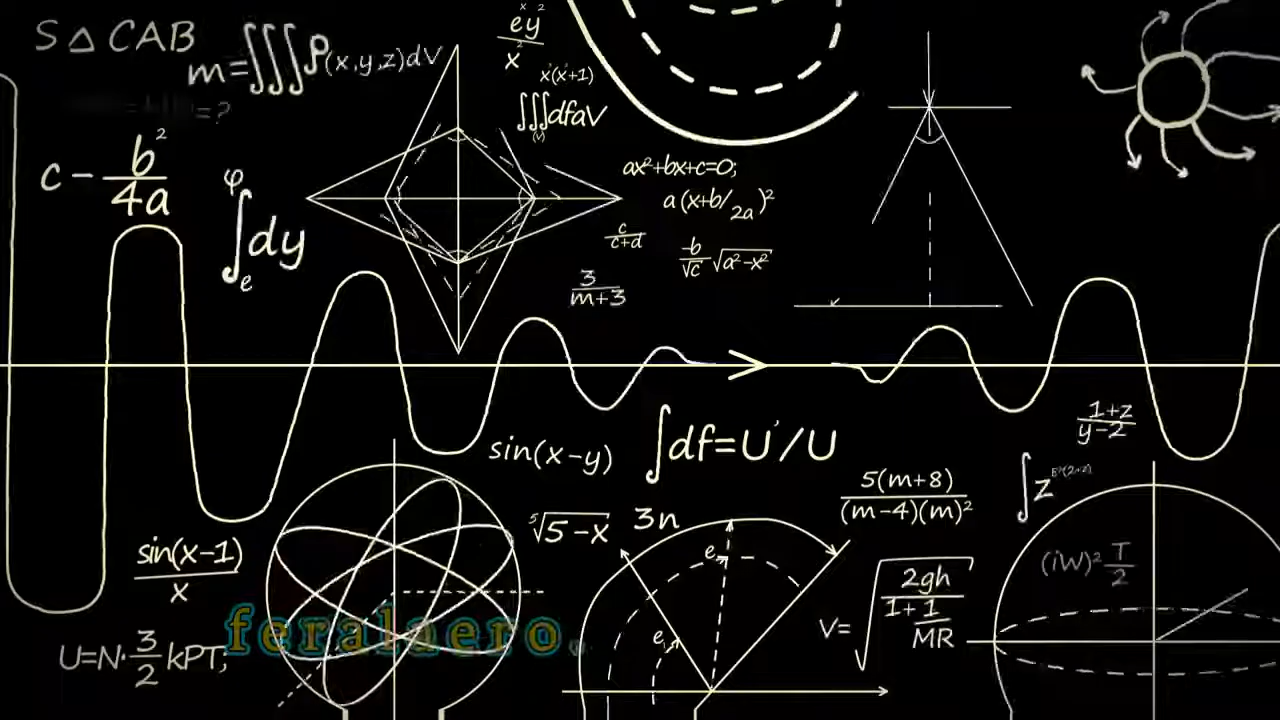 S△CAB
m=∭ρ(x,y,z)dV
=?
c-b²/4a
∫dy
φ
e
∭dfdV
(V)
x(x+1)
ax²+bx+c=0;
a(x+b/2a)²
c/c+d
b/√c √a²-x²
3/m+3
sin(x-y)
∫df=U'/U
1+z/y-2
5(m+8)/(m-4)(m)²
∫z
⁵√5-x
3n
e
e
sin(x-1)/x
(iW)² T/2
V=√2gh/1+1/MR
U=N·3/2 kPT;
feralaero.